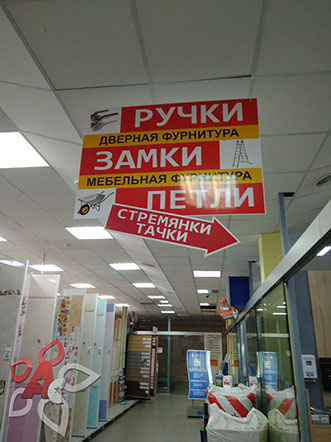 РУЧКИ
ДВЕРНАЯ ФУРНИТУРА
ЗАМКИ
МЕБЕЛЬНАЯ ФУРНИТУРА
ПЕТЛИ
СТРЕМЯНКИ
ТАЧКИ